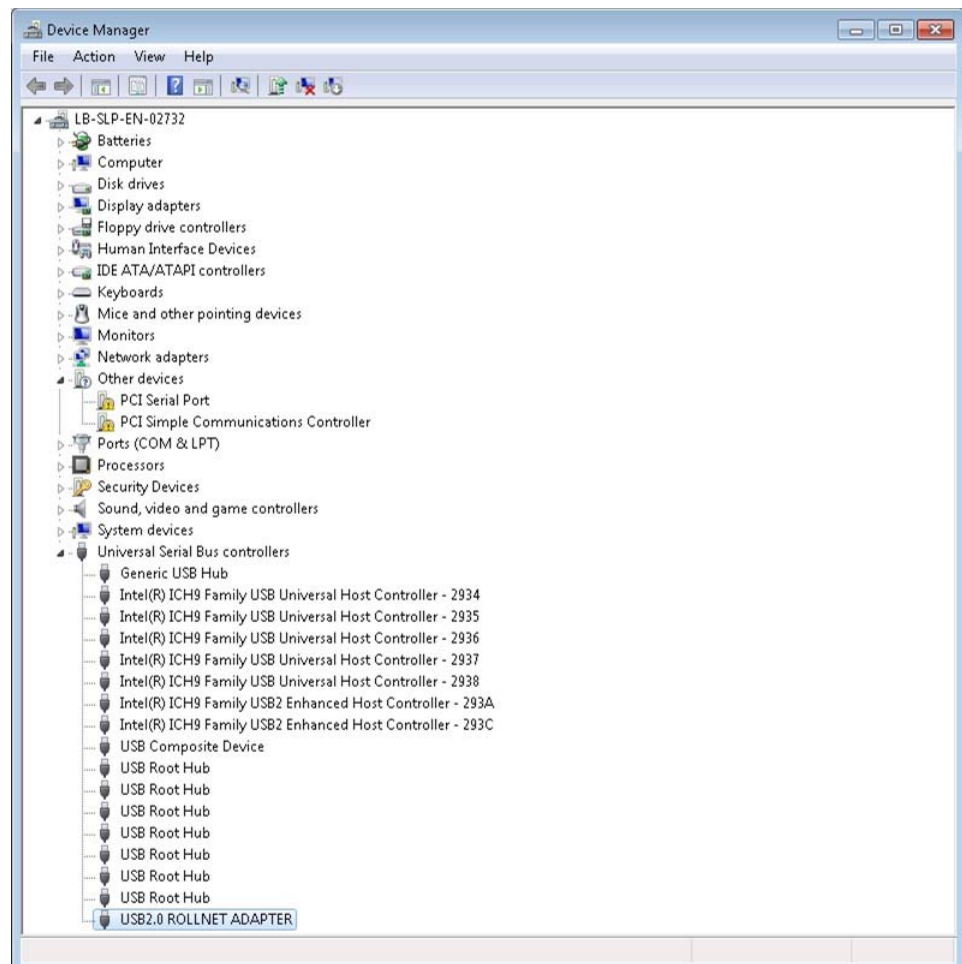 Device Manager
File Action View Help
LB-SLP-EN-02732
Batteries
Computer
Disk drives
Display adapters
Floppy drive controllers
Human Interface Devices
IDE ATA/ATAPI controllers
Keyboards
Mice and other pointing devices
Monitors
Network adapters
Other devices
PCI Serial Port
PCI Simple Communications Controller
Ports (COM & LPT)
Processors
Security Devices
Sound, video and game controllers
System devices
Universal Serial Bus controllers
Generic USB Hub
Intel(R) ICH9 Family USB Universal Host Controller - 2934
Intel(R) ICH9 Family USB Universal Host Controller - 2935
Intel(R) ICH9 Family USB Universal Host Controller - 2936
Intel(R) ICH9 Family USB Universal Host Controller - 2937
Intel(R) ICH9 Family USB Universal Host Controller - 2938
Intel(R) ICH9 Family USB2 Enhanced Host Controller - 293A
Intel(R) ICH9 Family USB2 Enhanced Host Controller - 293C
USB Composite Device
USB Root Hub
USB Root Hub
USB Root Hub
USB Root Hub
USB Root Hub
USB Root Hub
USB Root Hub
USB2.0 ROLLNET ADAPTER